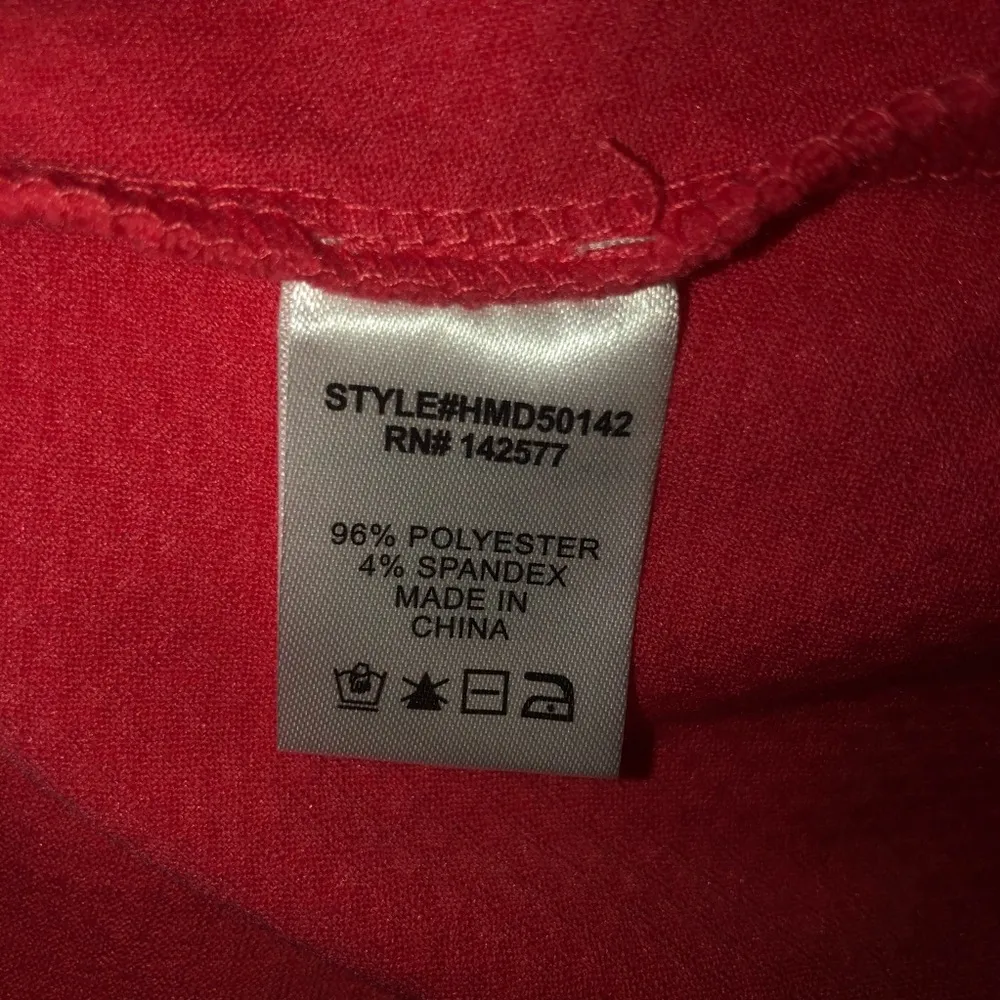 STYLE#HMD50142
RN# 142577
96% POLYESTER
4% SPANDEX
MADE IN
CHINA